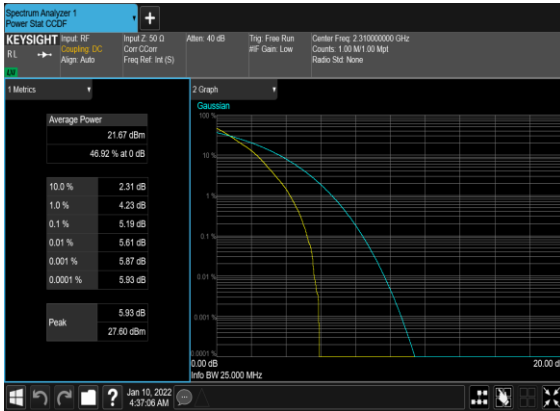 Spectrum Analyzer 1
Power Stat CCDF
KEYSIGHT
RL
LV
Input: RF
Coupling: DC
Align: Auto
Input Z: 50 Ω
Corr CCorr
Freq Ref: Int (S)
Atten: 40 dB
Trig: Free Run
#IF Gain: Low
Center Freq: 2.310000000 GHz
Counts: 1.00 M/1.00 Mpt
Radio Std: None
1 Metrics
Average Power
21.67 dBm
46.92 % at 0 dB
10.0 % 2.31 dB
1.0 % 4.23 dB
0.1 % 5.19 dB
0.01 % 5.61 dB
0.001 % 5.87 dB
0.0001 % 5.93 dB
Peak
5.93 dB
27.60 dBm
2 Graph
Gaussian
100 %
10 %
1 %
0.1 %
0.01 %
0.001 %
0.0001 %
0.00 dB
20.00 d
Info BW 25.000 MHz
Jan 10, 2022
4:37:06 AM